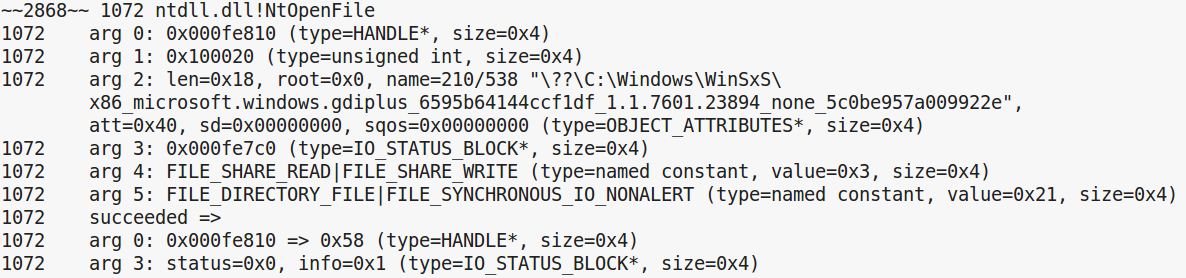 ~~2868~~ 1072 ntdll.dll!NtOpenFile
1072    arg 0: 0x000fe810 (type=HANDLE*, size=0x4)
1072    arg 1: 0x100020 (type=unsigned int, size=0x4)
1072    arg 2: len=0x18, root=0x0, name=210/538 "\??\C:\Windows\WinSxS\
        x86_microsoft.windows.gdiplus_6595b64144ccf1df_1.1.7601.23894_none_5c0be957a009922e",
        att=0x40, sd=0x00000000, sqos=0x00000000 (type=OBJECT_ATTRIBUTES*, size=0x4)
1072    arg 3: 0x000fe7c0 (type=IO_STATUS_BLOCK*, size=0x4)
1072    arg 4: FILE_SHARE_READ|FILE_SHARE_WRITE (type=named constant, value=0x3, size=0x4)
1072    arg 5: FILE_DIRECTORY_FILE|FILE_SYNCHRONOUS_IO_NONALERT (type=named constant, value=0x21, size=0x4)
1072    succeeded =>
1072    arg 0: 0x000fe810 => 0x58 (type=HANDLE*, size=0x4)
1072    arg 3: status=0x0, info=0x1 (type=IO_STATUS_BLOCK*, size=0x4)